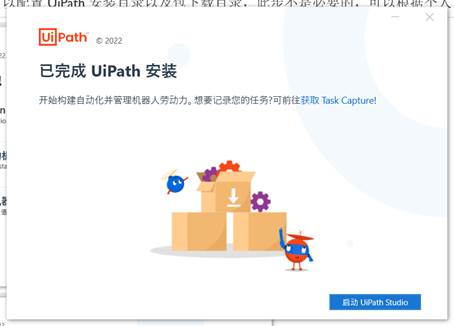 以配置 UiPath 安装目录以及包下载目录，此步不是必要的，可以根据个人
UiPath © 2022
已完成 UiPath 安装
开始构建自动化并管理机器人劳动力。想要记录您的任务?可前往获取 Task Capture!
启动 UiPath Studio